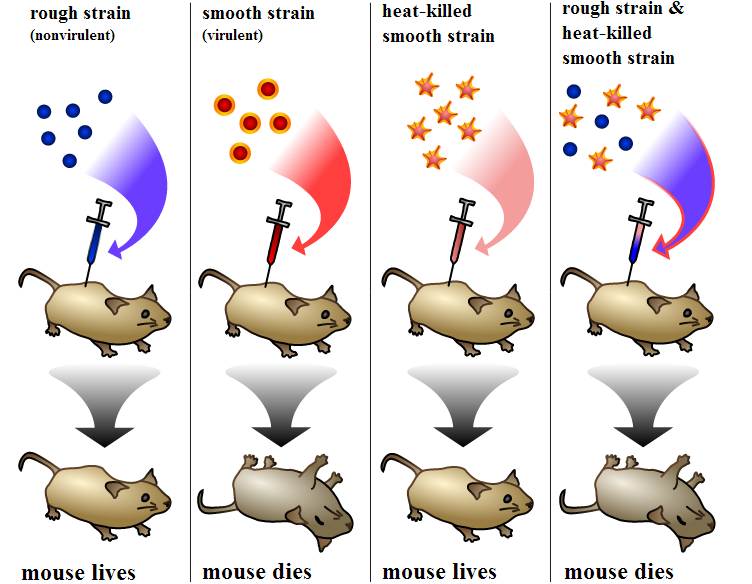 rough strain
(nonvirulent)
smooth strain
(virulent)
heat-killed
smooth strain
rough strain &
heat-killed
smooth strain
mouse lives
mouse dies
mouse lives
mouse dies